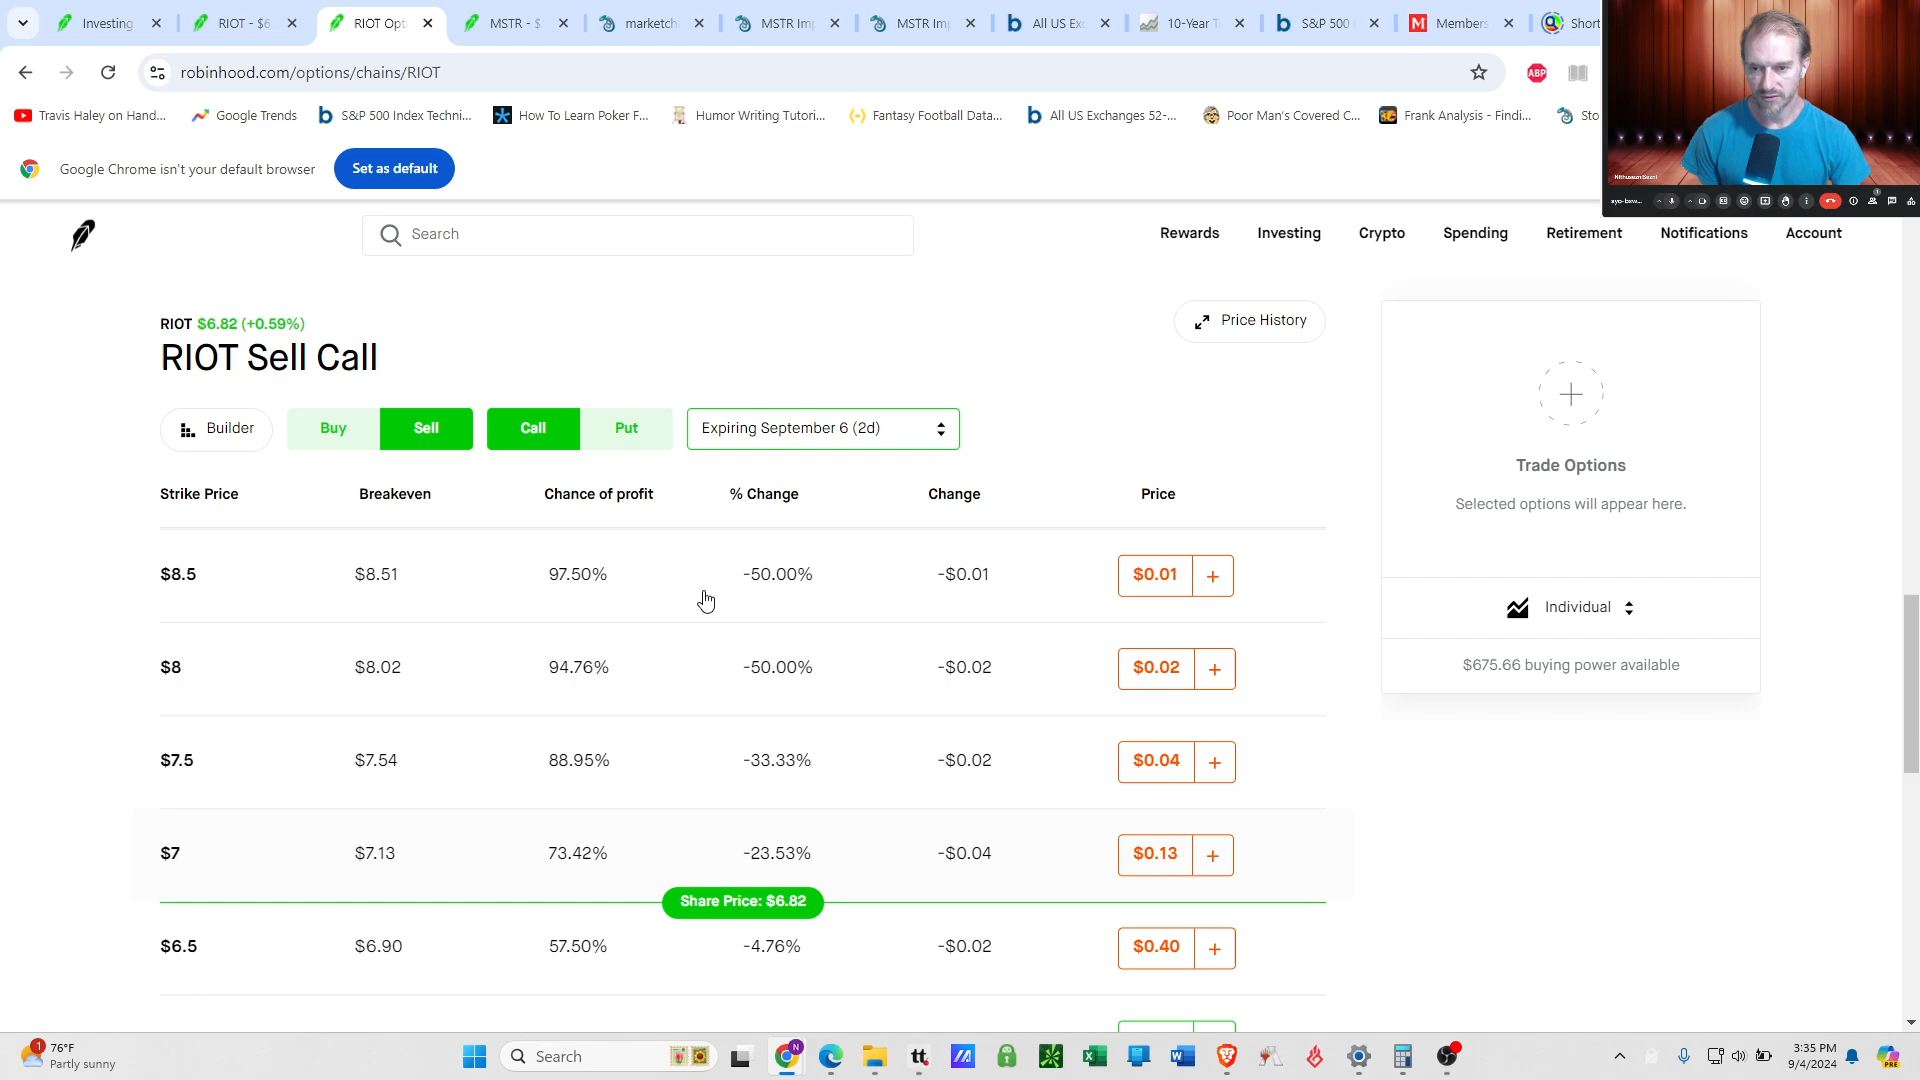 Investing
RIOT - $6.
RIOT Opti
MSTR - $
marketch
MSTR Imp
MSTR Imp
All US Exc
10-Year T
S&P 500
Members
Short
robinhood.com/options/chains/RIOT
ABP
Travis Haley on Hand...
Google Trends
S&P 500 Index Techni...
How To Learn Poker F...
Humor Writing Tutori...
Fantasy Football Data...
All US Exchanges 52-...
Poor Man's Covered C...
Frank Analysis - Findi...
Sto
Google Chrome isn't your default browser
Set as default
Search
Rewards
Investing
Crypto
Spending
Retirement
Notifications
Account
RIOT $6.82 (+0.59%)
RIOT Sell Call
Price History
Builder
Buy
Sell
Call
Put
Expiring September 6 (2d)
Strike Price Breakeven Chance of profit % Change Change Price
$8.5 $8.51 97.50% -50.00% -$0.01 $0.01 +
$8 $8.02 94.76% -50.00% -$0.02 $0.02 +
$7.5 $7.54 88.95% -33.33% -$0.02 $0.04 +
$7 $7.13 73.42% -23.53% -$0.04 $0.13 +
Share Price: $6.82
$6.5 $6.90 57.50% -4.76% -$0.02 $0.40 +
Trade Options
Selected options will appear here.
Individual
$675.66 buying power available
1
76°F
Partly sunny
Search
N
tt
3:35 PM
9/4/2024
PRE